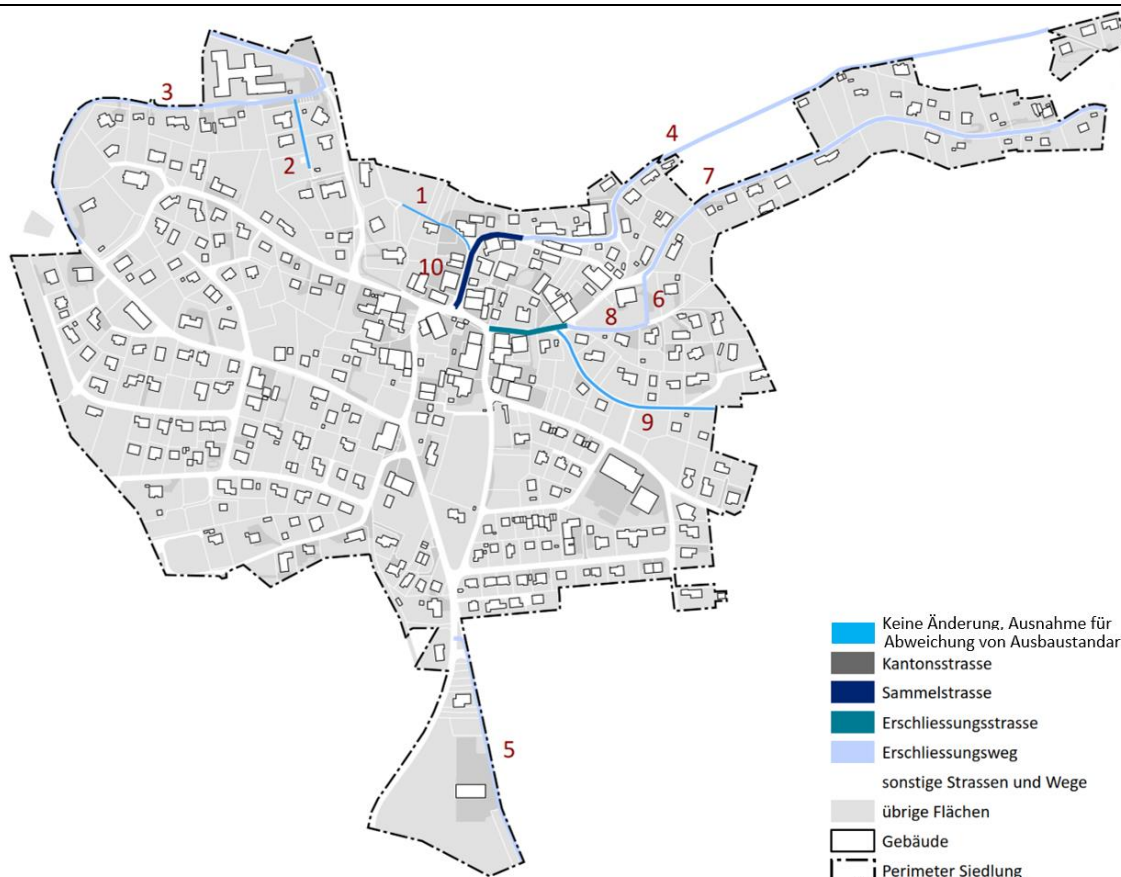 3
4
2
7
1
10
6
8
9
5
Keine Änderung, Ausnahme für
Abweichung von Ausbaustandar
Kantonsstrasse
Sammelstrasse
Erschliessungsstrasse
Erschliessungsweg
sonstige Strassen und Wege
übrige Flächen
Gebäude
Perimeter Siedlung